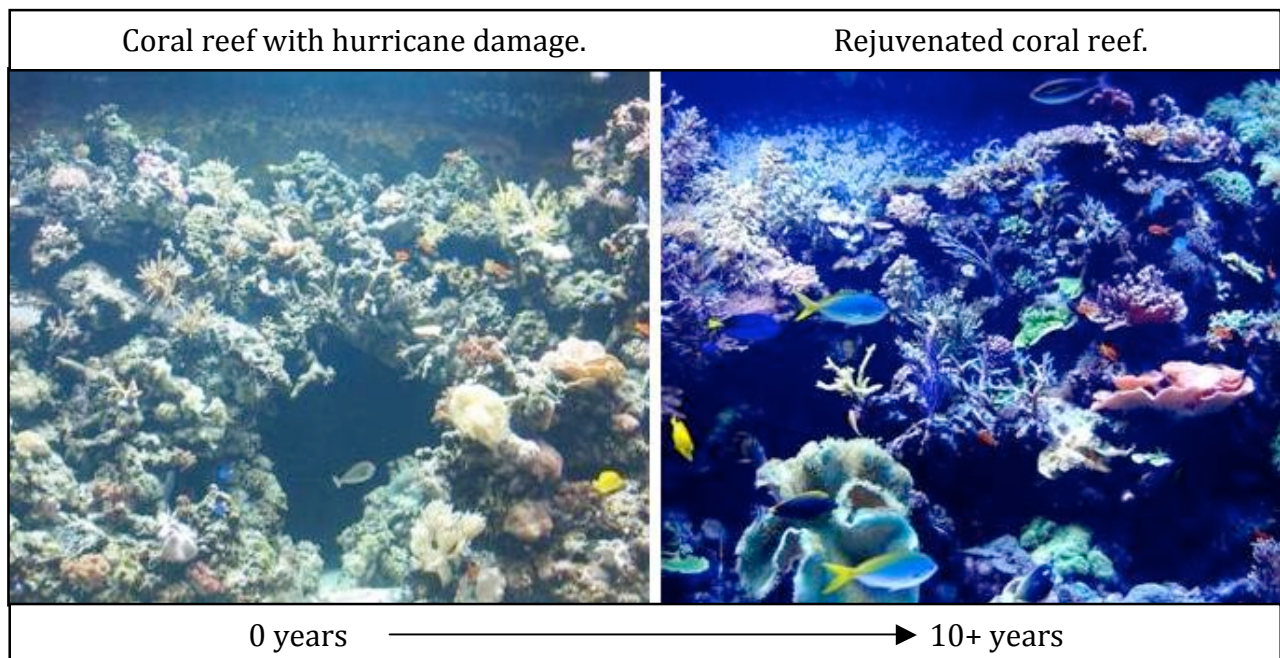 Coral reef with hurricane damage.
Rejuvenated coral reef.
0 years
10+ years